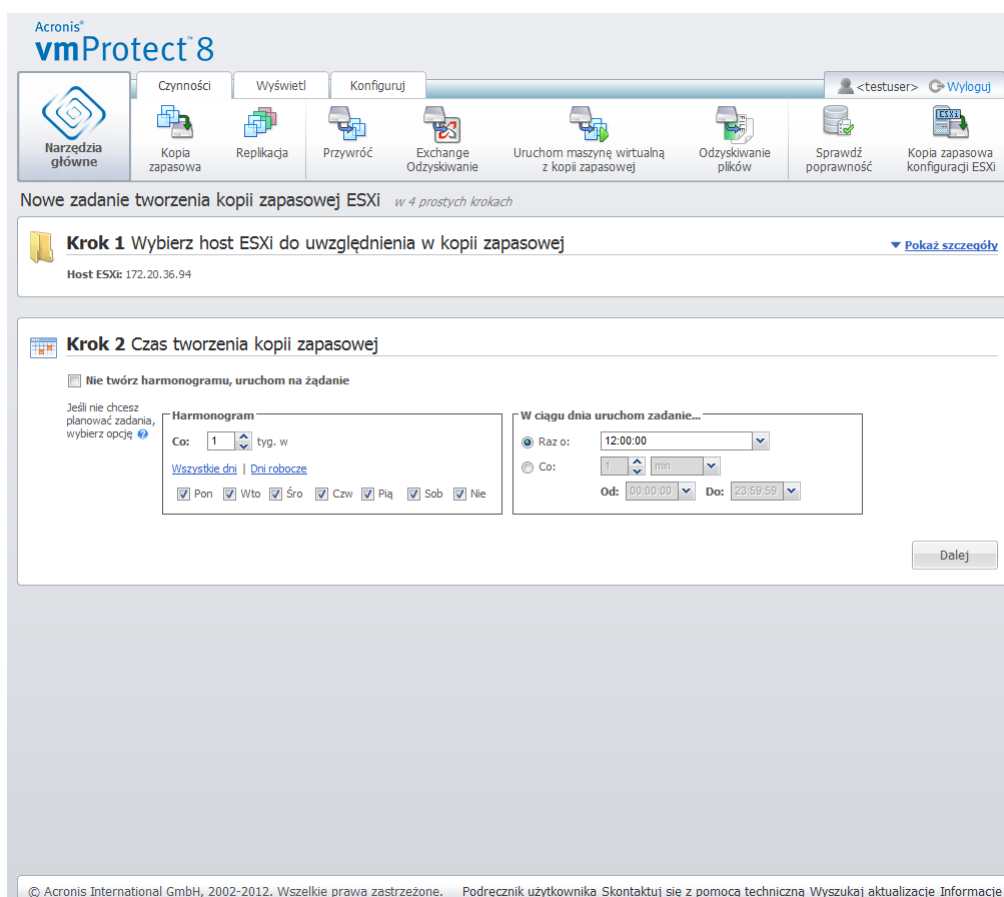 Acronis®
vmProtect™ 8
Czynności Wyświetl Konfiguruj <testuser> Wyloguj
Narzędzia główne
Kopia zapasowa
Replikacja
Przywróć
Exchange Odzyskiwanie
Uruchom maszynę wirtualną z kopii zapasowej
Odzyskiwanie plików
Sprawdź poprawność
ESXi
Kopia zapasowa konfiguracji ESXi
Nowe zadanie tworzenia kopii zapasowej ESXi w 4 prostych krokach
Krok 1 Wybierz host ESXi do uwzględnienia w kopii zapasowej
Pokaż szczegóły
Host ESXi: 172.20.36.94
Krok 2 Czas tworzenia kopii zapasowej
Nie twórz harmonogramu, uruchom na żądanie
Jeśli nie chcesz
planować zadania,
wybierz opcję ?
Harmonogram
Co: 1 tyg. w
Wszystkie dni | Dni robocze
Pon Wto Śro Czw Pią Sob Nie
W ciągu dnia uruchom zadanie...
Raz o: 12:00:00
Co: 1 min
Od: 00:00:00 Do: 23:59:59
Dalej
© Acronis International GmbH, 2002-2012. Wszelkie prawa zastrzeżone. Podręcznik użytkownika Skontaktuj się z pomocą techniczną Wyszukaj aktualizacje Informacje